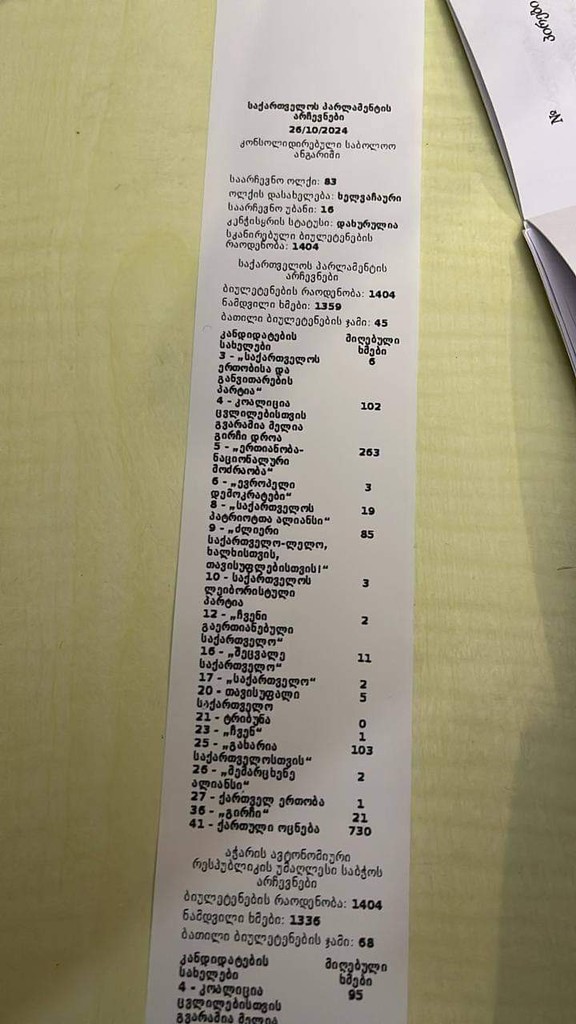 საქართველოს პარლამენტის
არჩევნები
26/10/2024
კონსოლიდირებული საბოლოო
ანგარიში
საარჩევნო ოლქი: 83
ოლქის დასახელება: ხელვაჩაური
საარჩევნო უბანი: 16
კენჭისყრის სტატუსი: დახურულია
სკანირებული ბიულეტენების
რაოდენობა: 1404
საქართველოს პარლამენტის
არჩევნები
ბიულეტენების რაოდენობა: 1404
ნამდვილი ხმები: 1359
ბათილი ბიულეტენების ჯამი: 45
კანდიდატების მიღებული
სახელები ხმები
3 - „საქართველოს 6
ერთობისა და
განვითარების
პარტია“
4 - კოალიცია 102
ცვლილებისთვის
გვარამია მელია
გირჩი დროა
5 - „ერთიანობა- 263
ნაციონალური
მოძრაობა“
6 - „ევროპელი 3
დემოკრატები“
8 - „საქართველოს 19
პატრიოტთა ალიანსი“
9 - „ძლიერი 85
საქართველო-ლელო,
ხალხისთვის,
თავისუფლებისთვის!“
10 - საქართველოს 3
ლეიბორისტული
პარტია
12 - „ჩვენი 2
გაერთიანებული
საქართველო“
16 - „შეცვალე 11
საქართველო“
17 - „საქართველო“ 2
20 - თავისუფალი 5
საქართველო
21 - ტრიბუნა 0
23 - „ჩვენ“ 1
25 - „გახარია 103
საქართველოსთვის“
26 - „მემარცხენე 2
ალიანსი“
27 - ქართველ ერთობა 1
36 - „გირჩი“ 21
41 - ქართული ოცნება 730
აჭარის ავტონომიური
რესპუბლიკის უმაღლესი საბჭოს
არჩევნები
ბიულეტენების რაოდენობა: 1404
ნამდვილი ხმები: 1336
ბათილი ბიულეტენების ჯამი: 68
კანდიდატების მიღებული
სახელები ხმები
4 - კოალიცია 95
ცვლილებისთვის
გვარამია მელია
№